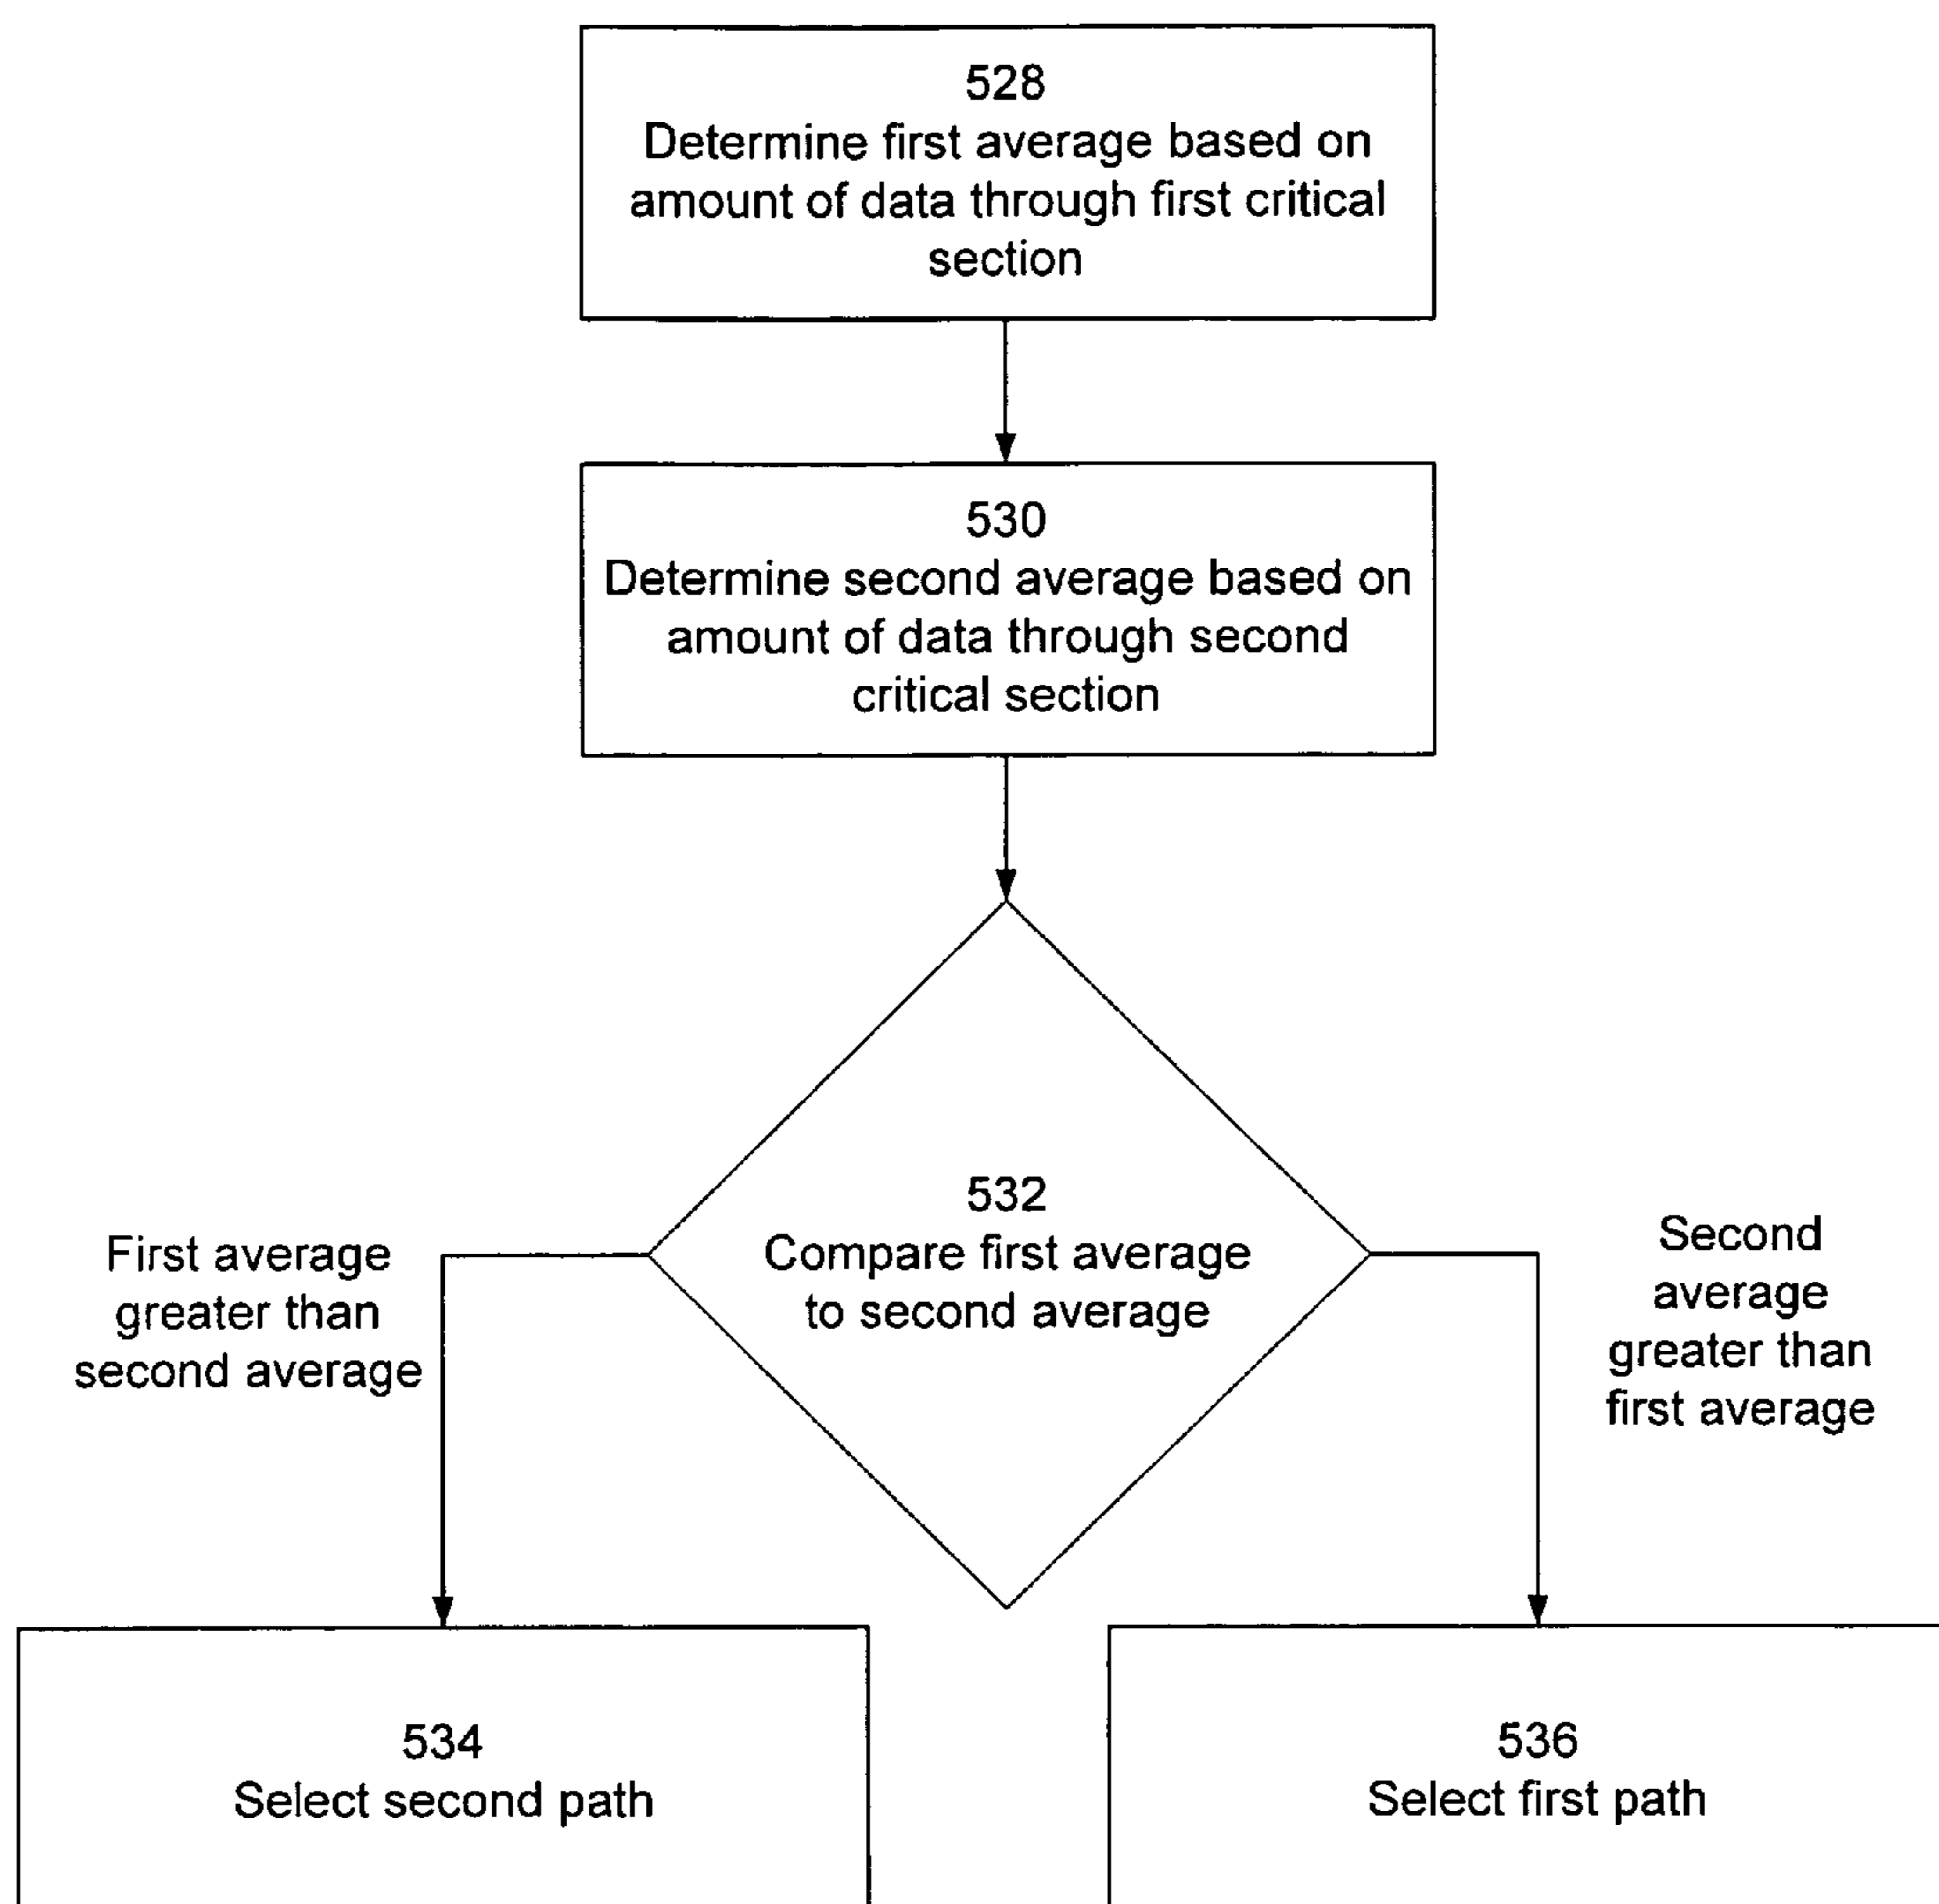 528
Determine first average based on
amount of data through first critical
section
530
Determine second average based on
amount of data through second
critical section
532
Compare first average
to second average
First average
greater than
second average
Second
average
greater than
first average
534
Select second path
536
Select first path